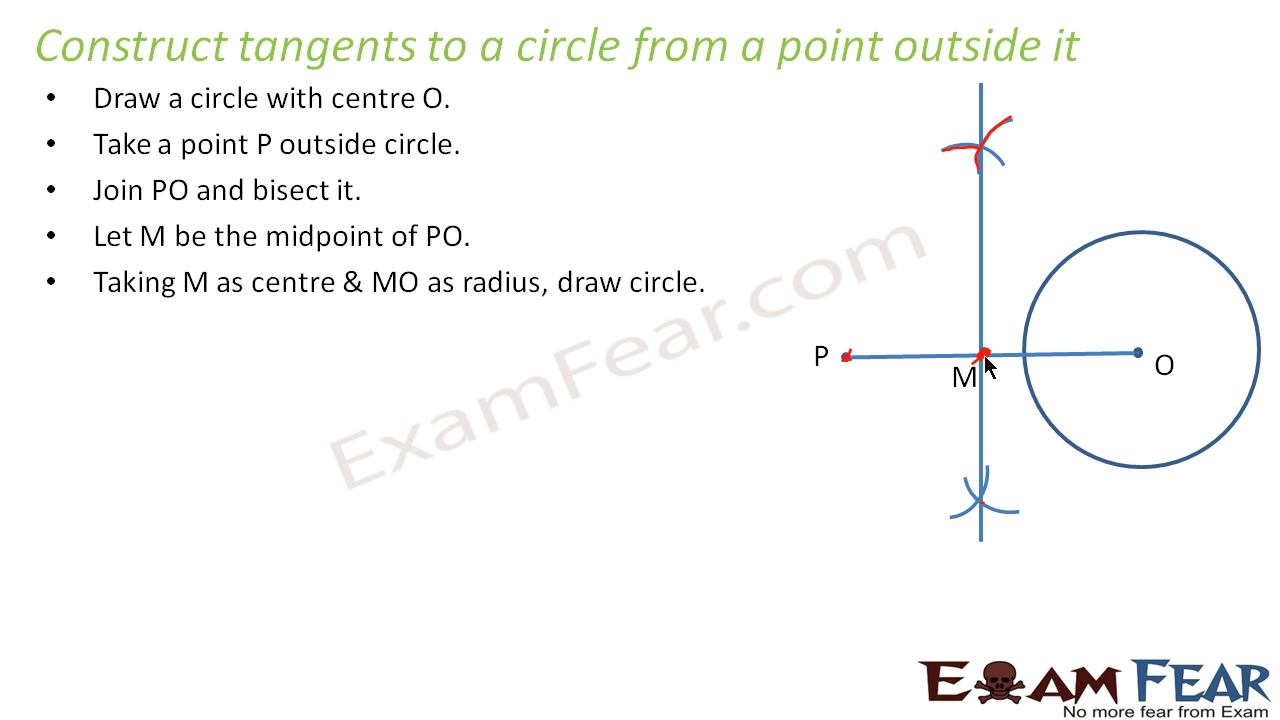 Construct tangents to a circle from a point outside it
• Draw a circle with centre O.
• Take a point P outside circle.
• Join PO and bisect it.
• Let M be the midpoint of PO.
• Taking M as centre & MO as radius, draw circle.
ExamFear.com
P
M
O
EXAM FEAR
No more fear from Exam